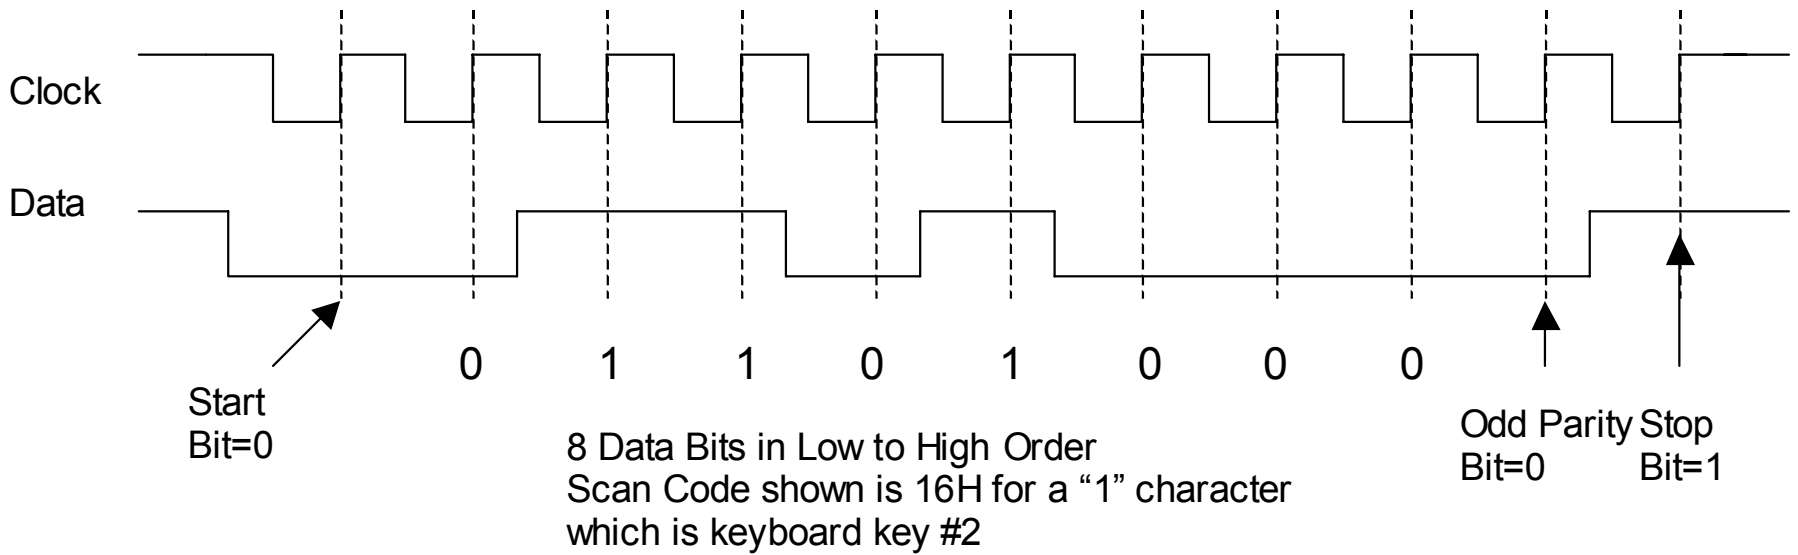 Clock
Data
0 1 1 0 1 0 0 0
Start
Bit=0
8 Data Bits in Low to High Order
Scan Code shown is 16H for a “1” character
which is keyboard key #2
Odd Parity
Bit=0
Stop
Bit=1